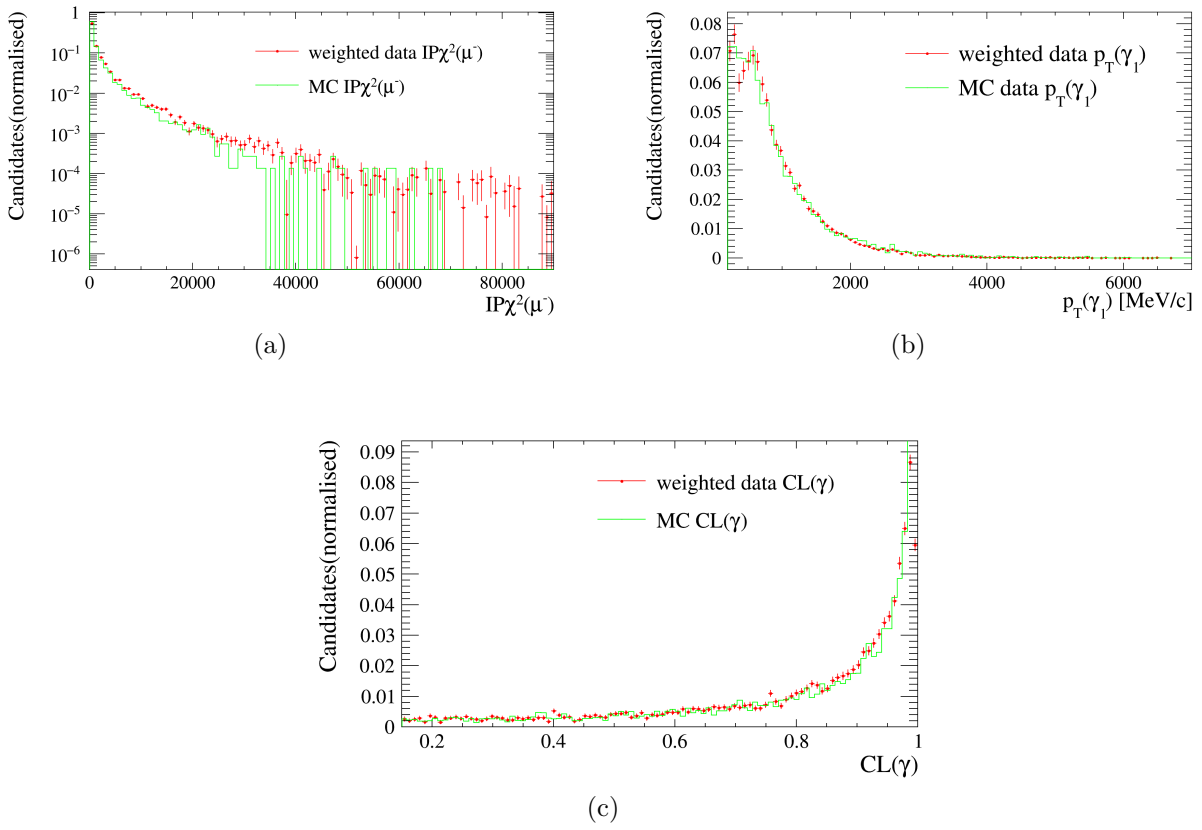 Candidates(normalised)
1
10⁻¹
10⁻²
10⁻³
10⁻⁴
10⁻⁵
10⁻⁶
weighted data IPχ²(μ⁻)
MC IPχ²(μ⁻)
0 20000 40000 60000 80000
IPχ²(μ⁻)
(a)
Candidates(normalised)
0.08
0.07
0.06
0.05
0.04
0.03
0.02
0.01
0
weighted data p_T(γ_1)
MC data p_T(γ_1)
2000 4000 6000
p_T(γ_1) [MeV/c]
(b)
Candidates(normalised)
0.09
0.08
0.07
0.06
0.05
0.04
0.03
0.02
0.01
0
weighted data CL(γ)
MC CL(γ)
0.2 0.4 0.6 0.8 1
CL(γ)
(c)